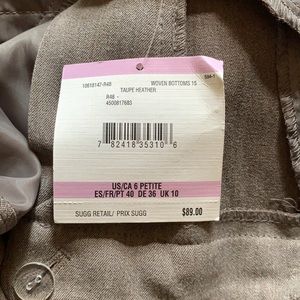 10618142-R48 WOVEN BOTTOMS 15
TAUPE HEATHER
R48 -
4500817683
7 82418 35310 6
US/CA 6 PETITE
ES/FR/PT 40 DE 36 UK 10
SUGG RETAIL/ PRIX SUGG $89.00